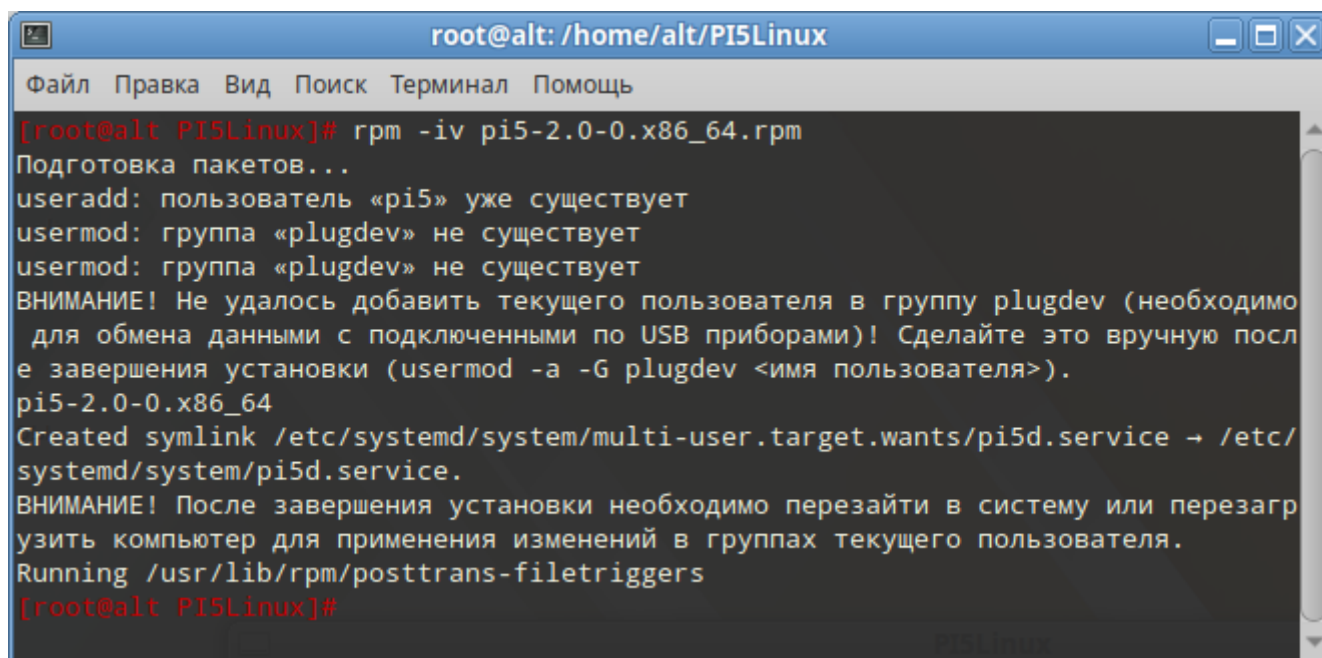 root@alt: /home/alt/PI5Linux
Файл Правка Вид Поиск Терминал Помощь
[root@alt PI5Linux]# rpm -iv pi5-2.0-0.x86_64.rpm
Подготовка пакетов...
useradd: пользователь «pi5» уже существует
usermod: группа «plugdev» не существует
usermod: группа «plugdev» не существует
ВНИМАНИЕ! Не удалось добавить текущего пользователя в группу plugdev (необходимо
 для обмена данными с подключенными по USB приборами)! Сделайте это вручную посл
е завершения установки (usermod -a -G plugdev <имя пользователя>).
pi5-2.0-0.x86_64
Created symlink /etc/systemd/system/multi-user.target.wants/pi5d.service → /etc/
systemd/system/pi5d.service.
ВНИМАНИЕ! После завершения установки необходимо перезайти в систему или перезагр
узить компьютер для применения изменений в группах текущего пользователя.
Running /usr/lib/rpm/posttrans-filetriggers
[root@alt PI5Linux]#
PI5Linux